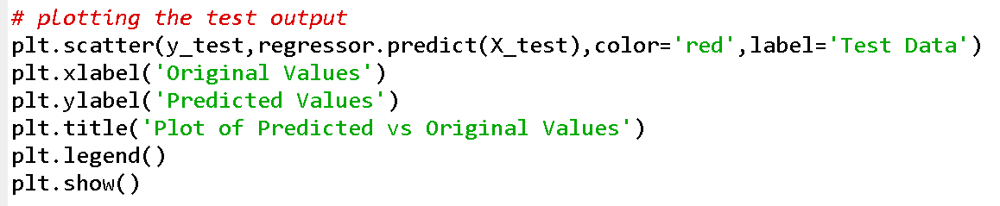 # plotting the test output
plt.scatter(y_test,regressor.predict(X_test),color='red',label='Test Data')
plt.xlabel('Original Values')
plt.ylabel('Predicted Values')
plt.title('Plot of Predicted vs Original Values')
plt.legend()
plt.show()